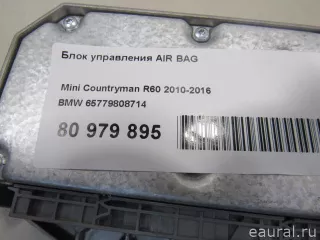 Блок управления AIR BAG
Mini Countryman R60 2010-2016
BMW 65779808714
80 979 895
eaural.ru